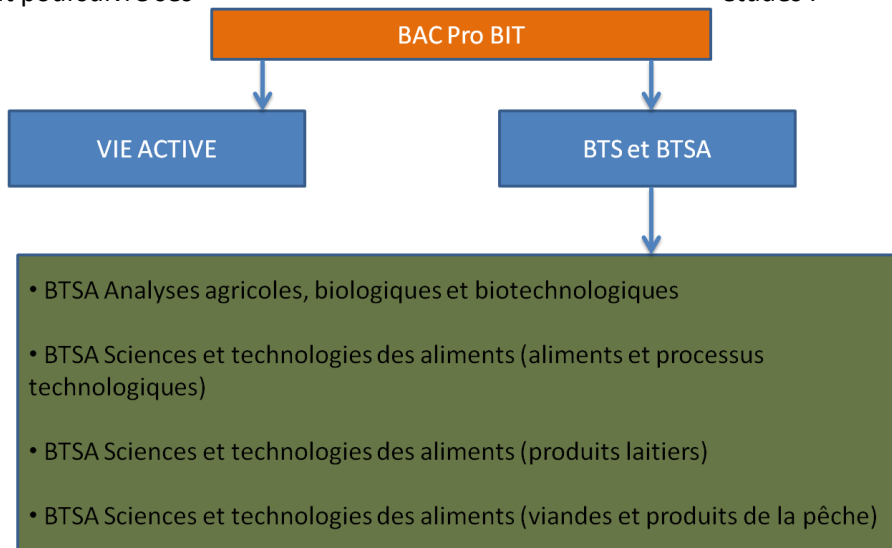 études :
BAC Pro BIT
VIE ACTIVE
BTS et BTSA
• BTSA Analyses agricoles, biologiques et biotechnologiques
• BTSA Sciences et technologies des aliments (aliments et processus
technologiques)
• BTSA Sciences et technologies des aliments (produits laitiers)
• BTSA Sciences et technologies des aliments (viandes et produits de la pêche)